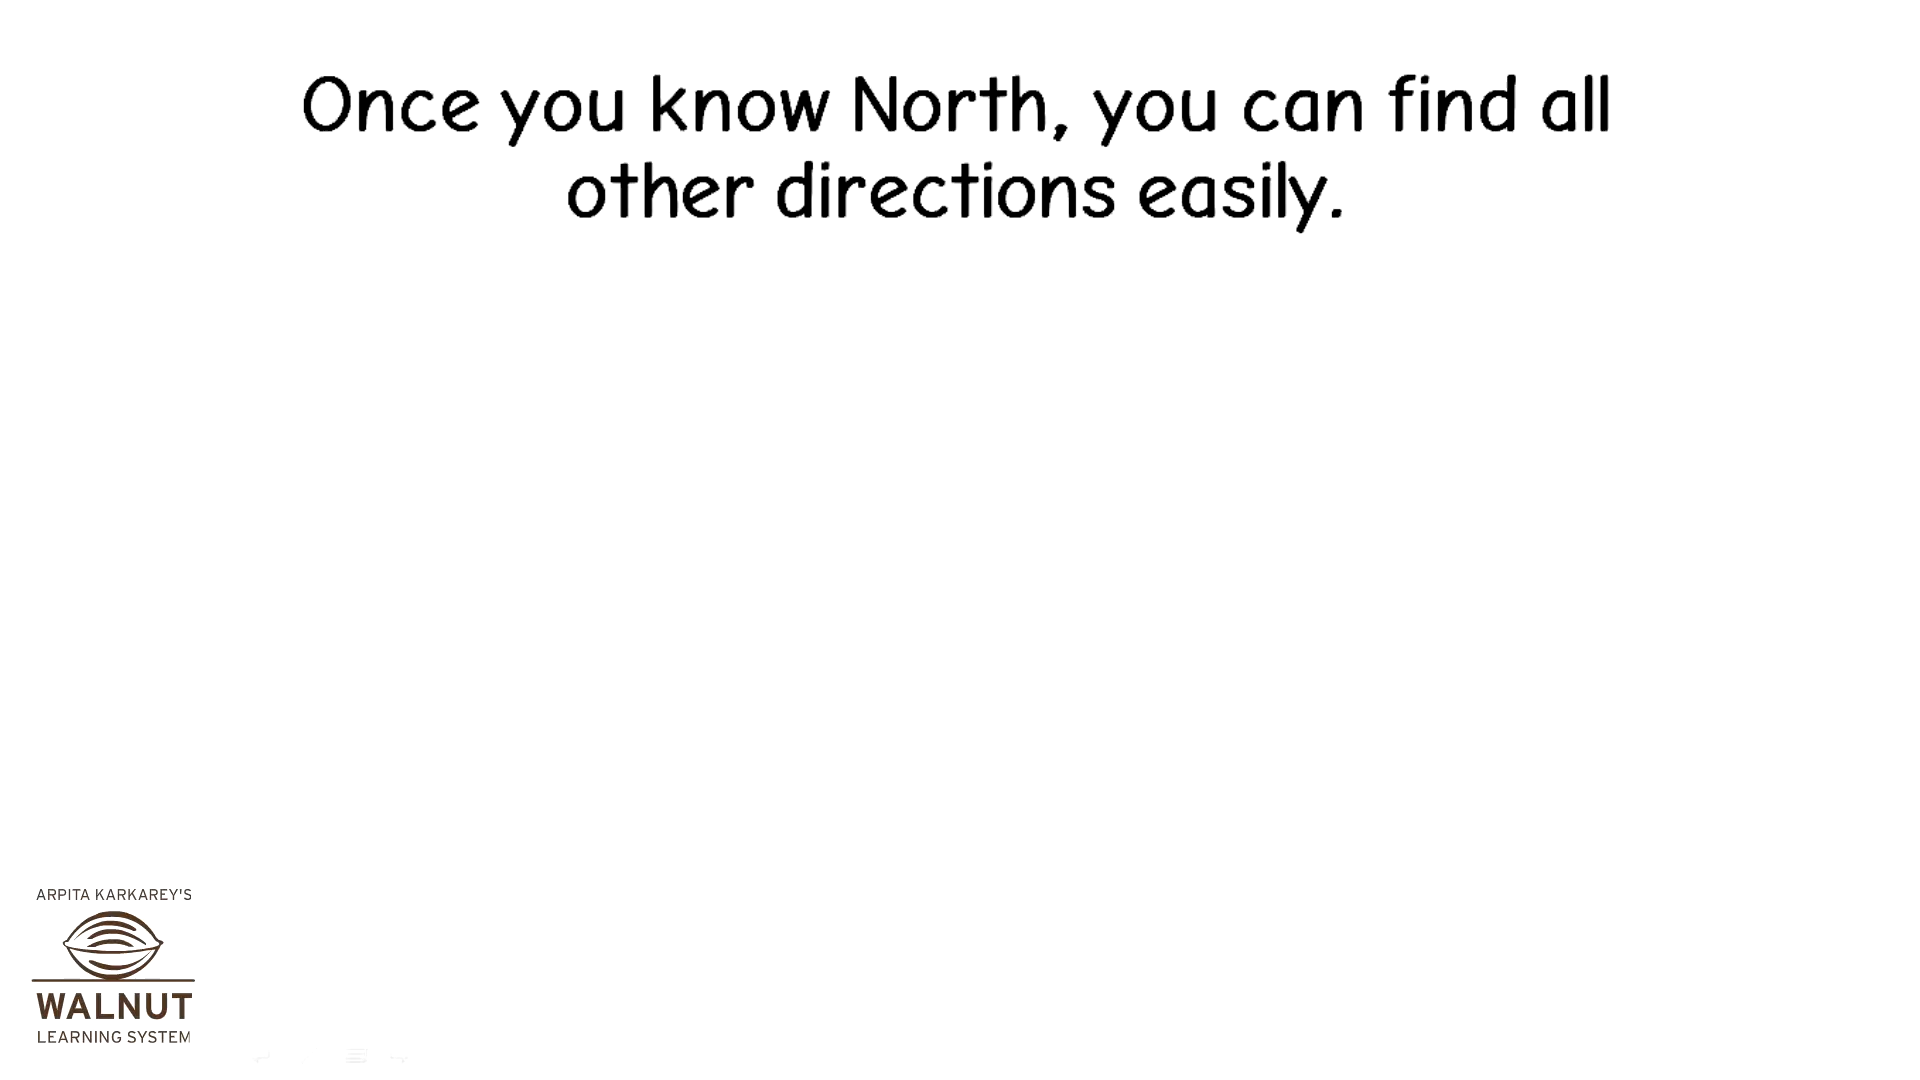 Once you know North, you can find all
other directions easily.
ARPITA KARKAREY'S
WALNUT
LEARNING SYSTEM